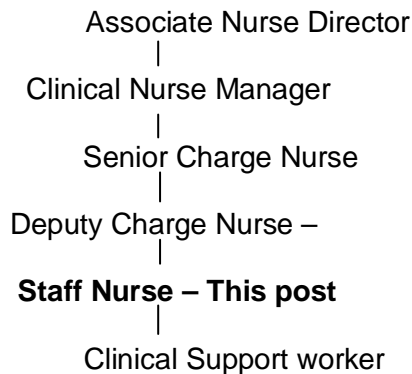 Associate Nurse Director
Clinical Nurse Manager
Senior Charge Nurse
Deputy Charge Nurse –
Staff Nurse – This post
Clinical Support worker